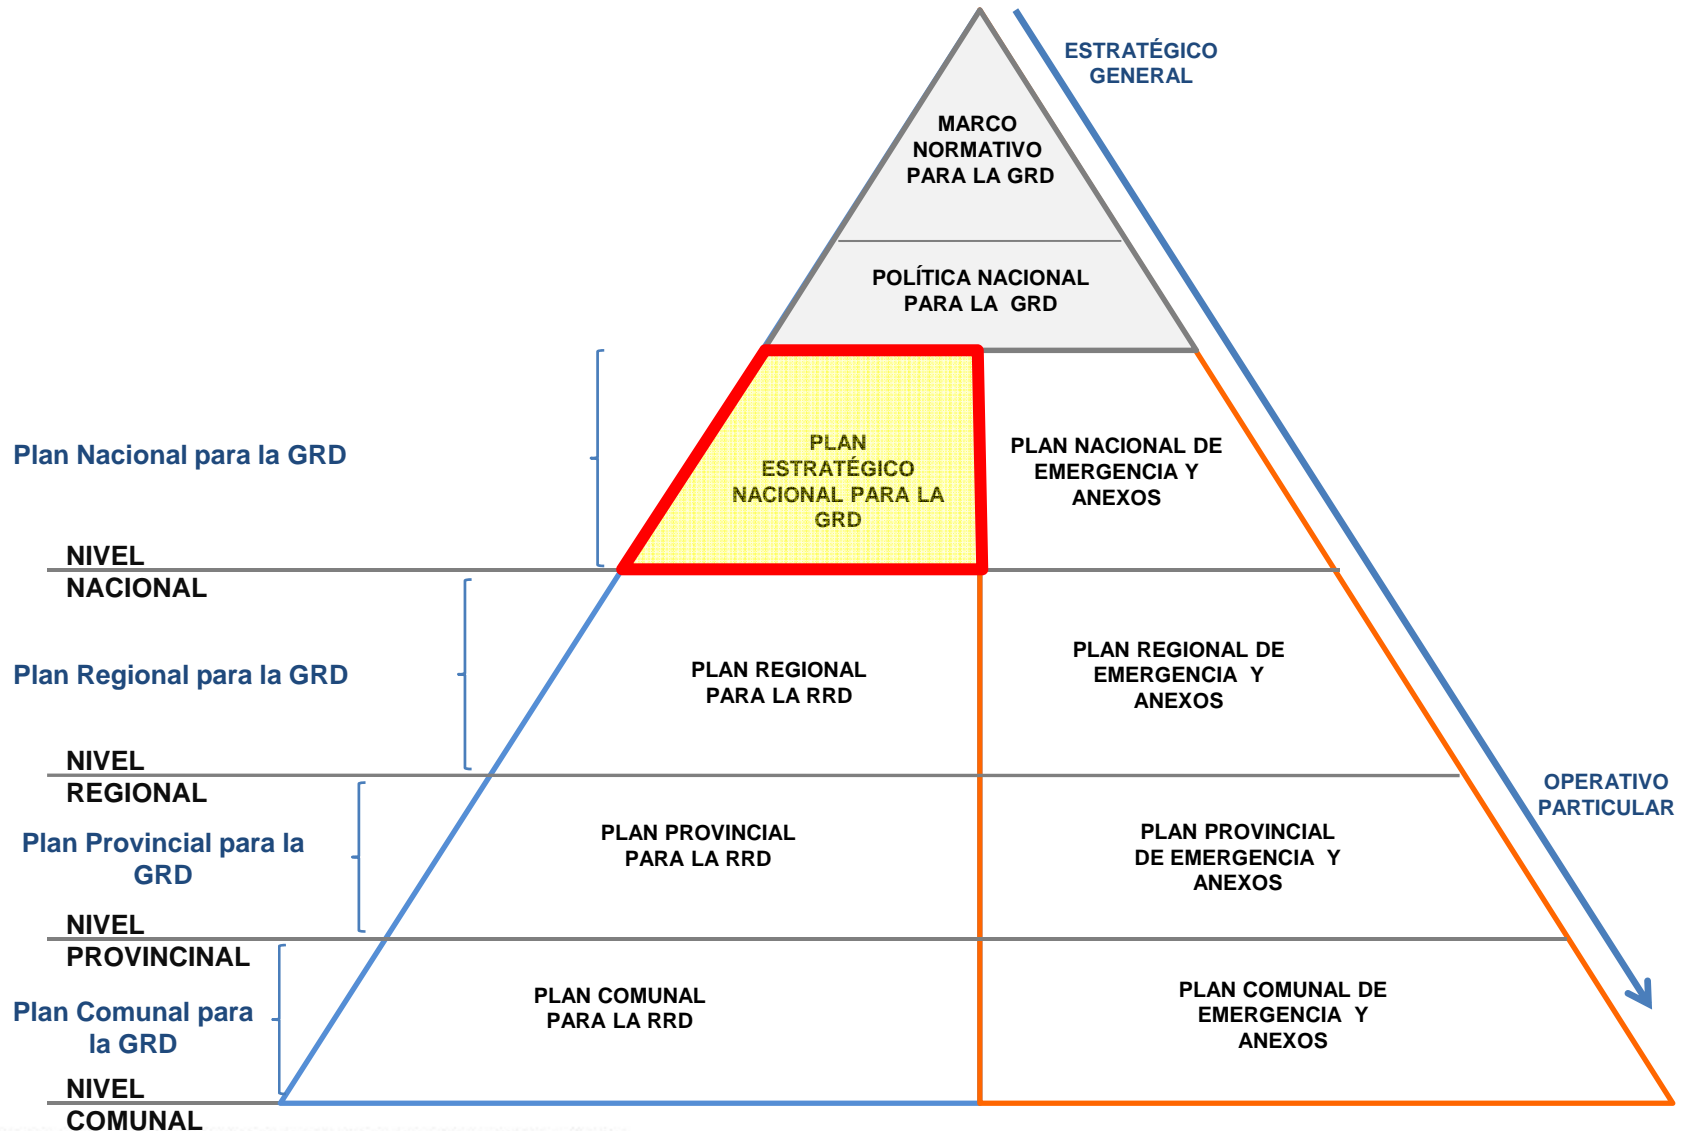 ESTRATÉGICO
GENERAL
MARCO
NORMATIVO
PARA LA GRD
POLÍTICA NACIONAL
PARA LA GRD
Plan Nacional para la GRD
PLAN
ESTRATÉGICO
NACIONAL PARA LA
GRD
PLAN NACIONAL DE
EMERGENCIA Y
ANEXOS
NIVEL
NACIONAL
Plan Regional para la GRD
PLAN REGIONAL
PARA LA RRD
PLAN REGIONAL DE
EMERGENCIA Y
ANEXOS
NIVEL
REGIONAL
OPERATIVO
PARTICULAR
Plan Provincial para la
GRD
PLAN PROVINCIAL
PARA LA RRD
PLAN PROVINCIAL
DE EMERGENCIA Y
ANEXOS
NIVEL
PROVINCINAL
Plan Comunal para
la GRD
PLAN COMUNAL
PARA LA RRD
PLAN COMUNAL DE
EMERGENCIA Y
ANEXOS
NIVEL
COMUNAL